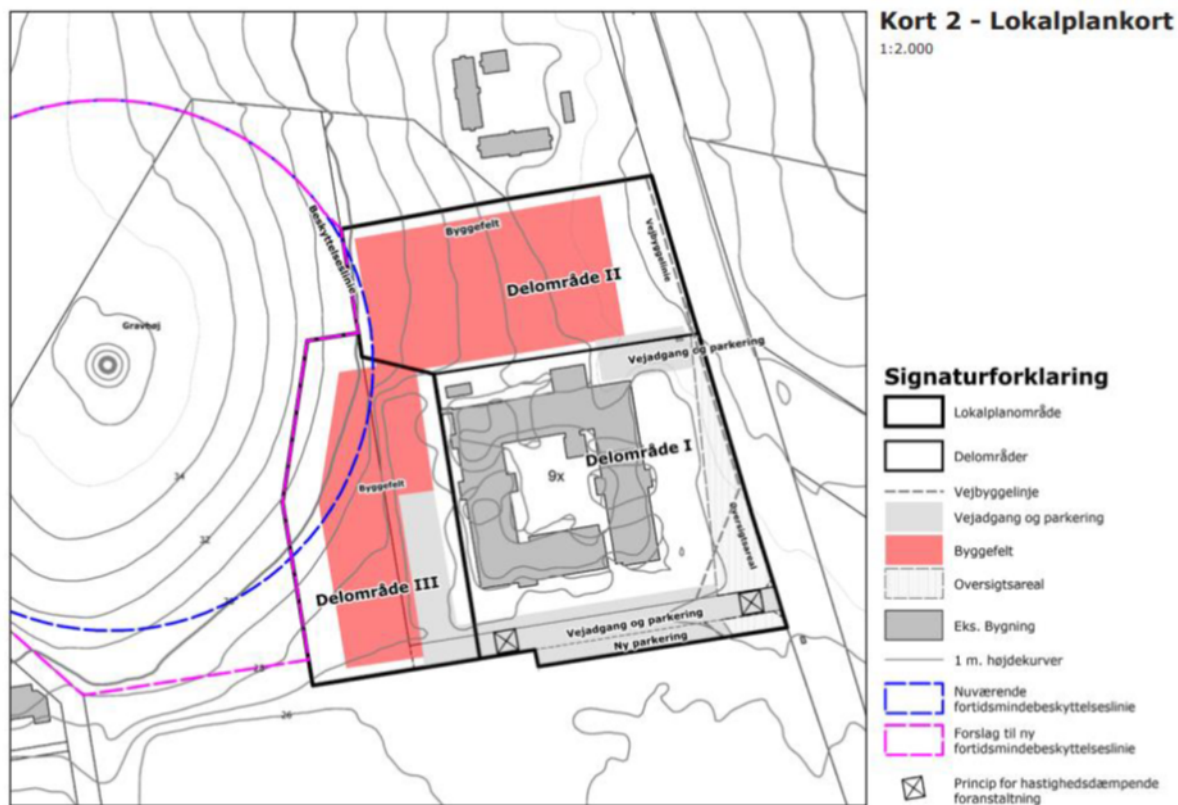 Kort 2 - Lokalplankort
1:2.000
Beskyttelseslinie
Byggefelt
Vejbyggelinie
Delområde II
Gravhøj
Vejadgang og parkering
Delområde I
9x
Byggefelt
Oversigtsareal
34
32
Delområde III
Vejadgang og parkering
Ny parkering
28
26
Signaturforklaring
Lokalplanområde
Delområder
Vejbyggelinje
Vejadgang og parkering
Byggefelt
Oversigtsareal
Eks. Bygning
1 m. højdekurver
Nuværende
fortidsmindebeskyttelseslinie
Forslag til ny
fortidsmindebeskyttelseslinie
Princip for hastighedsdæmpende
foranstaltning